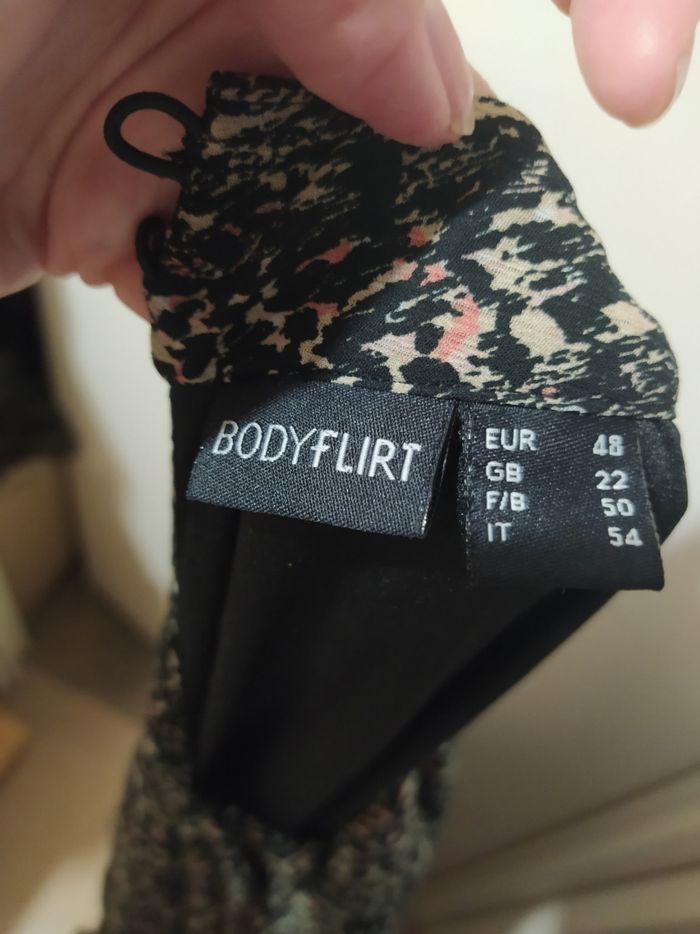 BODYFLIRT
EUR 48
GB 22
F/B 50
IT 54